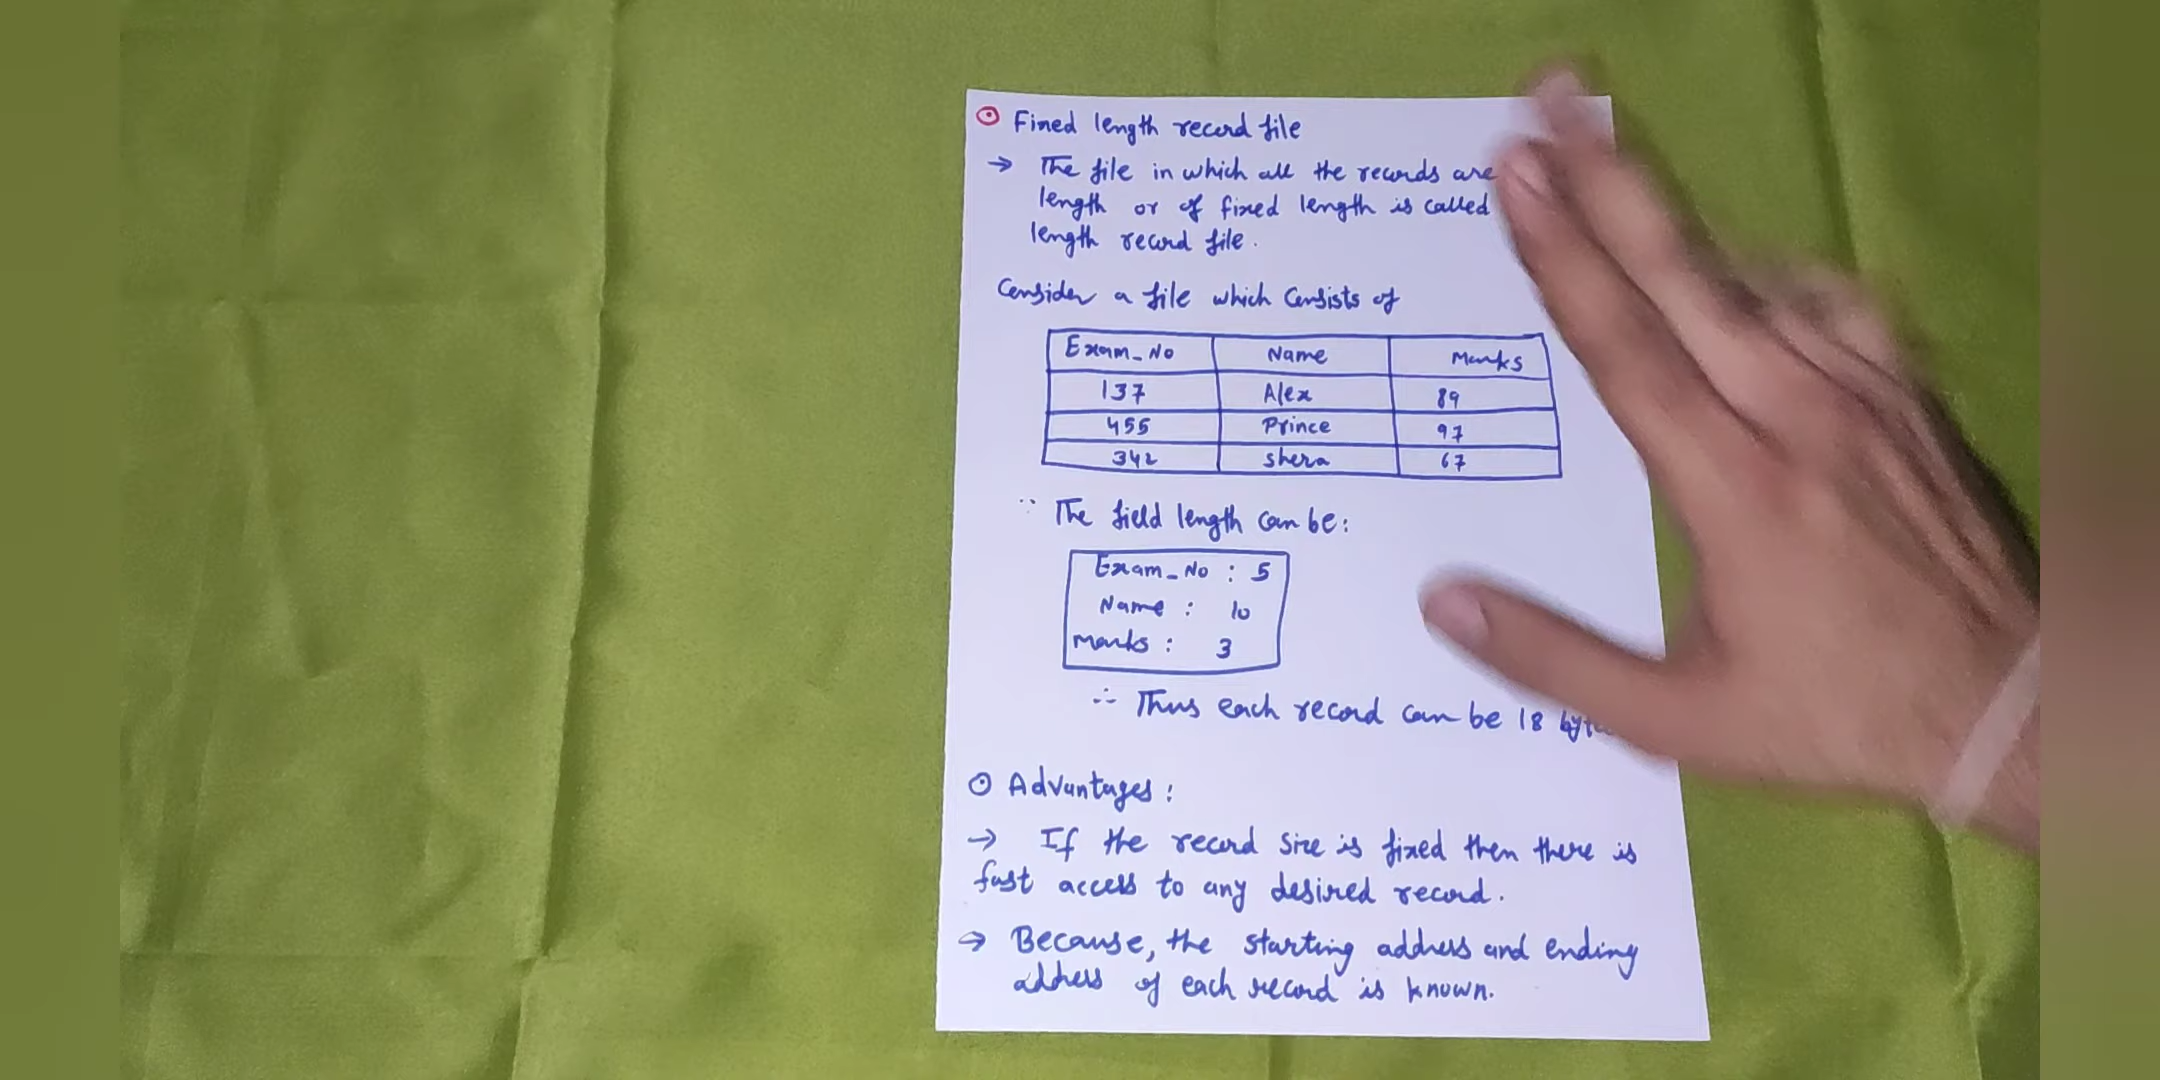 Fixed length record file
→ The file in which all the records are
length or of fixed length is called
length record file.
Consider a file which consists of
Exam_No Name Marks
137 Alex 89
455 Prince 97
342 shera 67
∵ The field length can be:
Exam_No : 5
Name : 10
Marks : 3
∴ Thus each record can be 18
Advantages:
→ If the record size is fixed then there is
fast access to any desired record.
→ Because, the starting address and ending
address of each record is known.